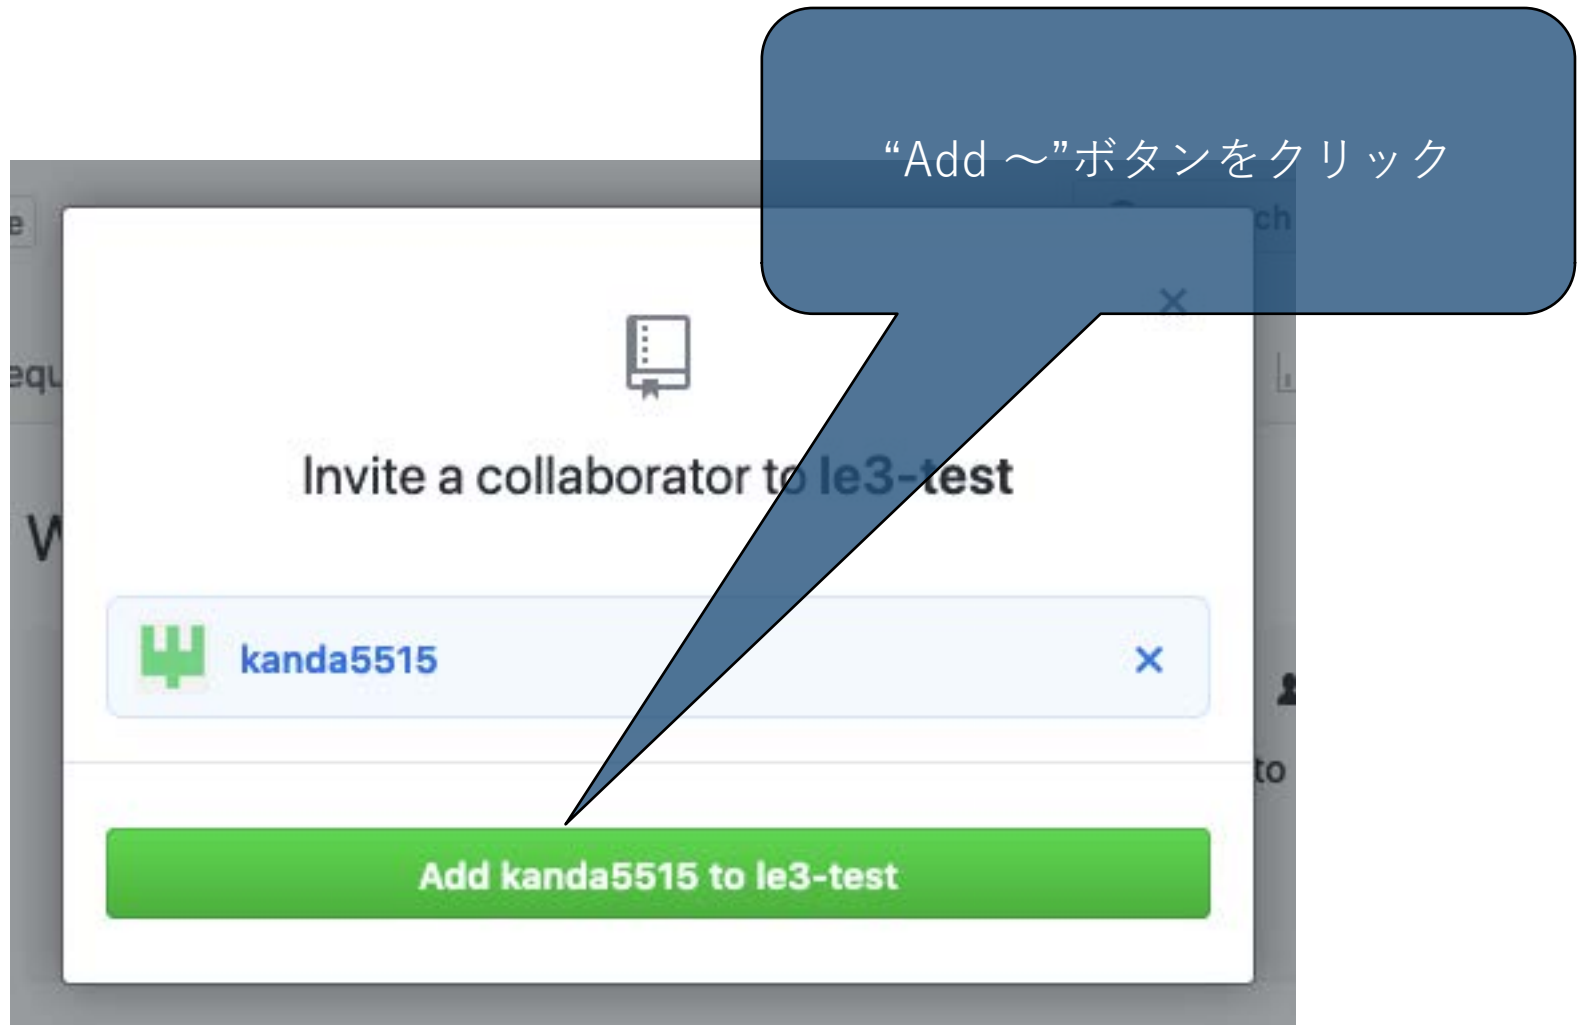 “Add ～”ボタンをクリック
Invite a collaborator to le3-test
kanda5515
Add kanda5515 to le3-test
to